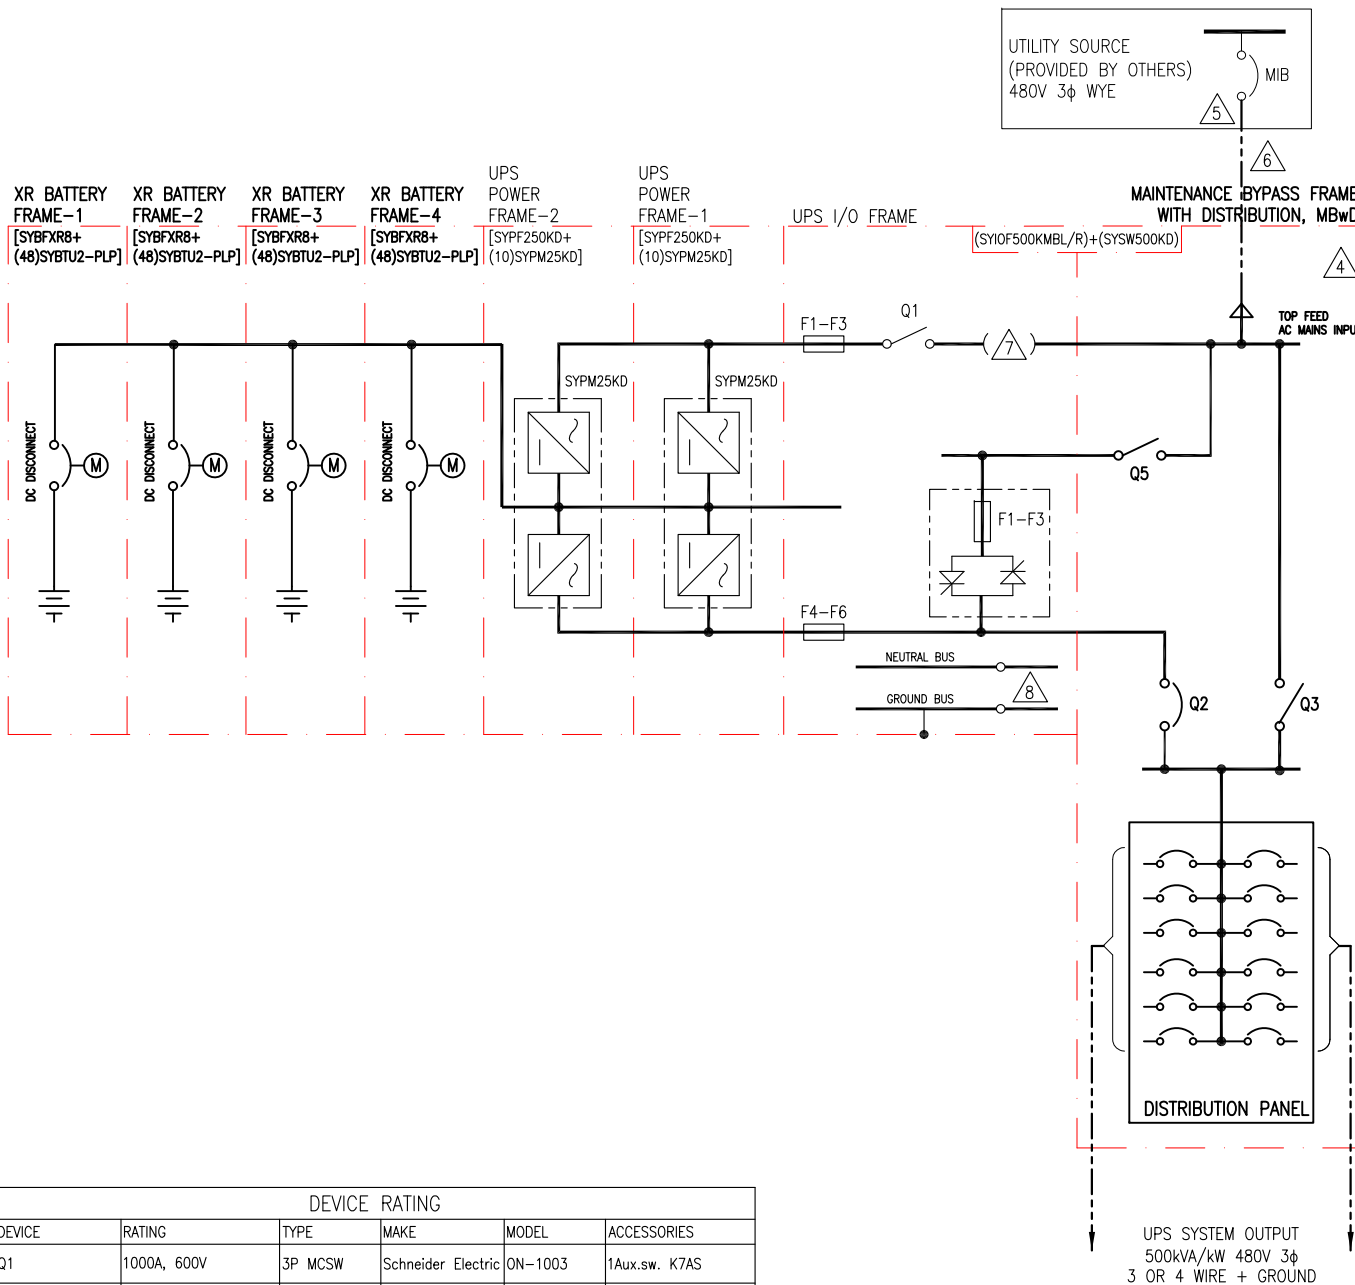 UTILITY SOURCE
(PROVIDED BY OTHERS)
480V 3ϕ WYE
MIB
5
6
XR BATTERY
FRAME-1
[SYBFXR8+
(48)SYBTU2-PLP]
XR BATTERY
FRAME-2
[SYBFXR8+
(48)SYBTU2-PLP]
XR BATTERY
FRAME-3
[SYBFXR8+
(48)SYBTU2-PLP]
XR BATTERY
FRAME-4
[SYBFXR8+
(48)SYBTU2-PLP]
UPS
POWER
FRAME-2
[SYPF250KD+
(10)SYPM25KD]
UPS
POWER
FRAME-1
[SYPF250KD+
(10)SYPM25KD]
UPS I/O FRAME
(SYIOF500KMBL/R)+(SYSW500KD)
MAINTENANCE BYPASS FRAME
WITH DISTRIBUTION, MBwD
4
TOP FEED
AC MAINS INPU
F1-F3
Q1
7
SYPM25KD
SYPM25KD
DC DISCONNECT
M
DC DISCONNECT
M
DC DISCONNECT
M
DC DISCONNECT
M
Q5
F1-F3
F4-F6
NEUTRAL BUS
GROUND BUS
8
Q2
Q3
DISTRIBUTION PANEL
UPS SYSTEM OUTPUT
500kVA/kW 480V 3ϕ
3 OR 4 WIRE + GROUND
DEVICE RATING
DEVICE RATING TYPE MAKE MODEL ACCESSORIES
Q1 1000A, 600V 3P MCSW Schneider Electric ON-1003 1Aux.sw. K7AS